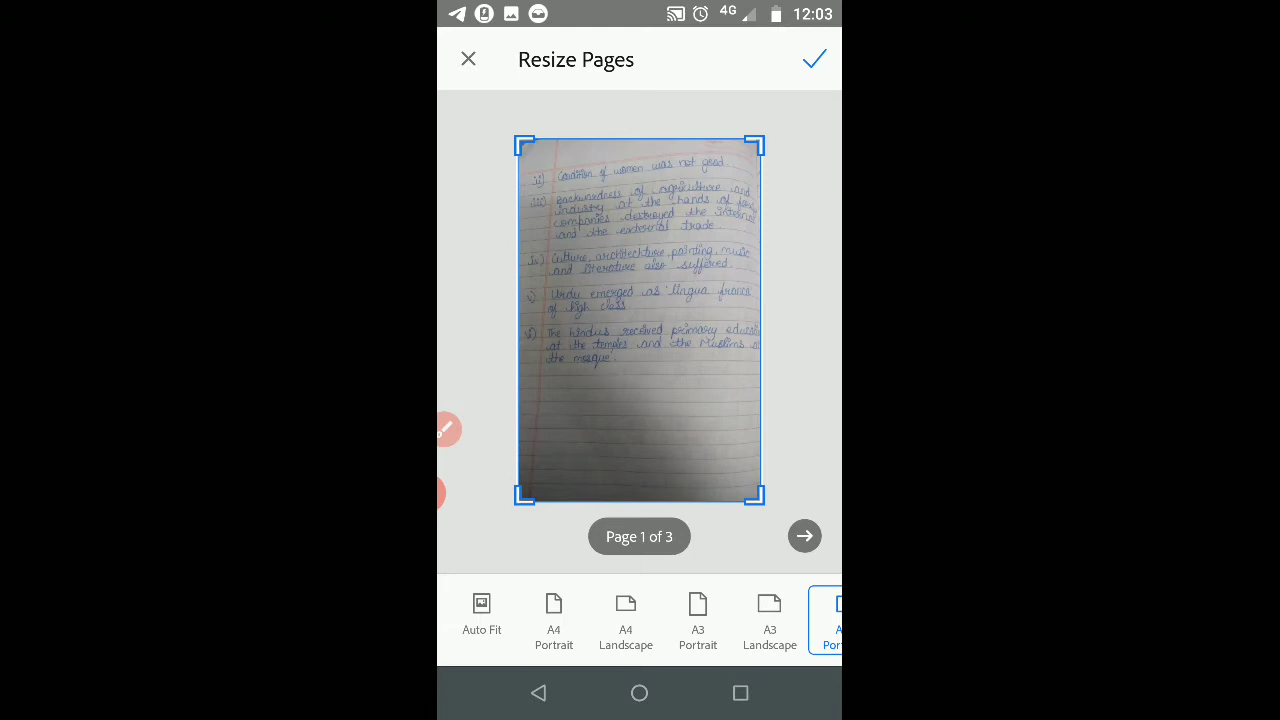 4G 12:03
Resize Pages
ii) Condition of women was not good.
iii) Backwardness of agriculture and
industry at the hands of
companies destroyed the
and the external trade
iv) Culture, architechture, painting, music
and literature also suffered.
v) Urdu emerged as lingua franca
of high class
vi) The hindus received primary
at the temples and the Muslims
the mosque.
Page 1 of 3
Auto Fit
A4
Portrait
A4
Landscape
A3
Portrait
A3
Landscape
A
Por